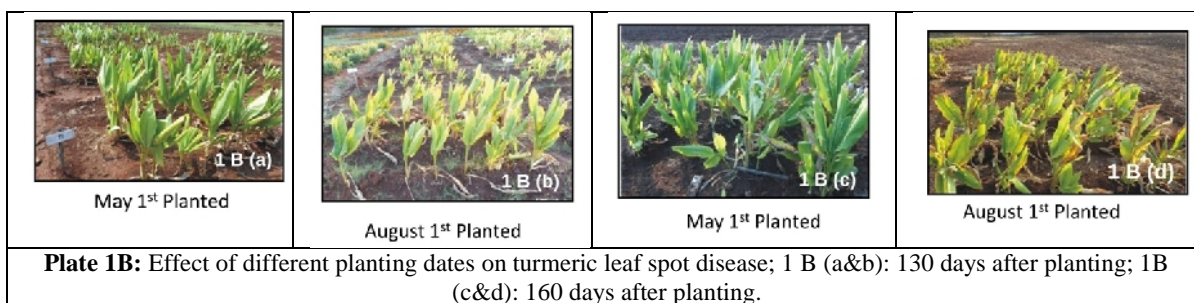 1 B (a)
May 1st Planted
1 B (b)
August 1st Planted
1 B (c)
May 1st Planted
1 B (d)
August 1st Planted
Plate 1B: Effect of different planting dates on turmeric leaf spot disease; 1 B (a&b): 130 days after planting; 1B
(c&d): 160 days after planting.